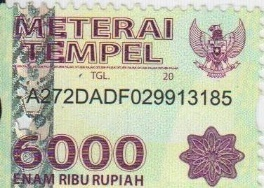 METERAI
TEMPEL
TGL. 20
A272DADF029913185
6000
ENAM RIBU RUPIAH